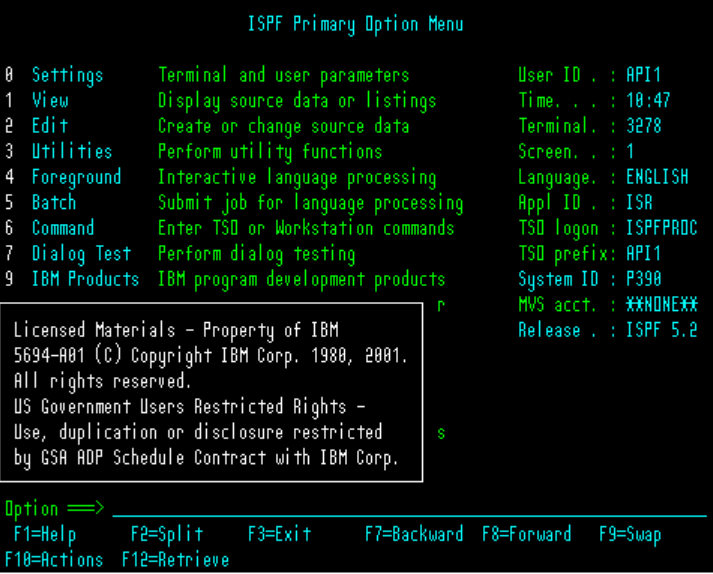 ISPF Primary Option Menu
0 Settings Terminal and user parameters User ID . : API1
1 View Display source data or listings Time. . . : 10:47
2 Edit Create or change source data Terminal. : 3278
3 Utilities Perform utility functions Screen. . : 1
4 Foreground Interactive language processing Language. : ENGLISH
5 Batch Submit job for language processing Appl ID . : ISR
6 Command Enter TSO or Workstation commands TSO logon : ISPFPROC
7 Dialog Test Perform dialog testing TSO prefix: API1
9 IBM Products IBM program development products System ID : P390
r MVS acct. : **NONE**
Licensed Materials - Property of IBM Release . : ISPF 5.2
5694-A01 (C) Copyright IBM Corp. 1980, 2001.
All rights reserved.
US Government Users Restricted Rights -
Use, duplication or disclosure restricted s
by GSA ADP Schedule Contract with IBM Corp.
Option ===>
F1=Help F2=Split F3=Exit F7=Backward F8=Forward F9=Swap
F10=Actions F12=Retrieve